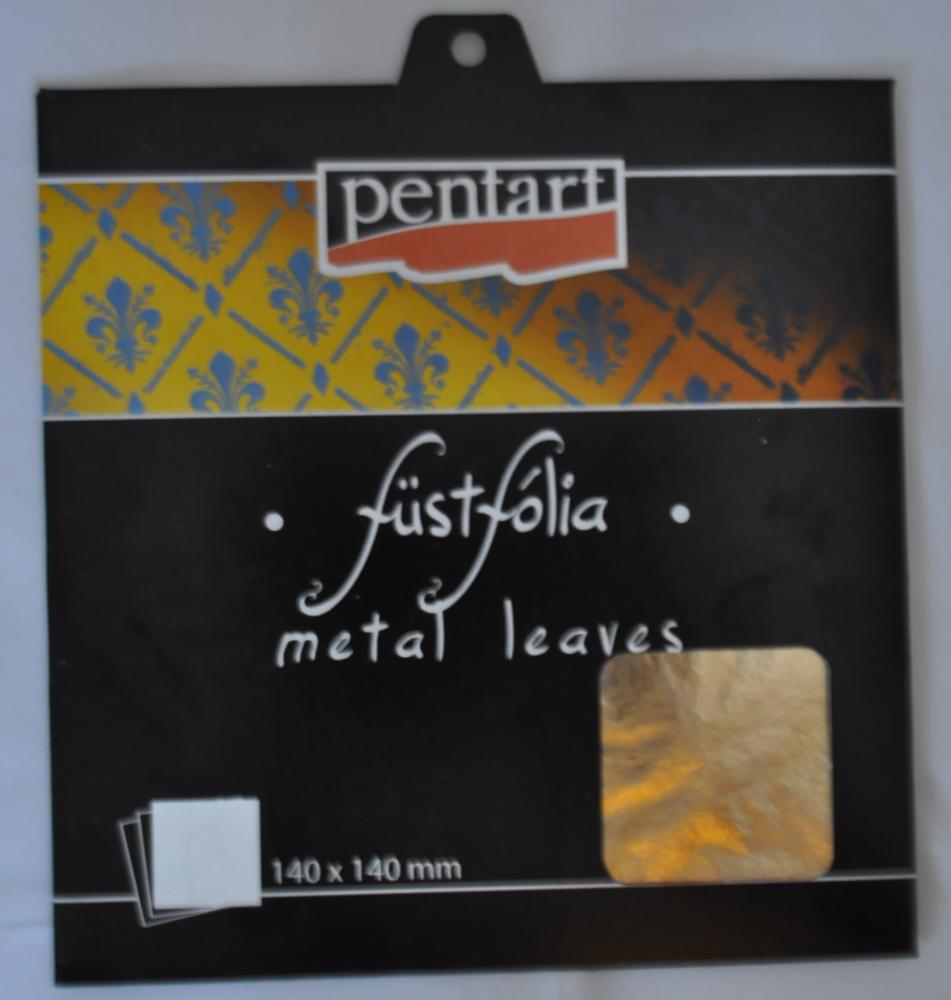 pentart
füstfólia
metal leaves
140 x 140 mm